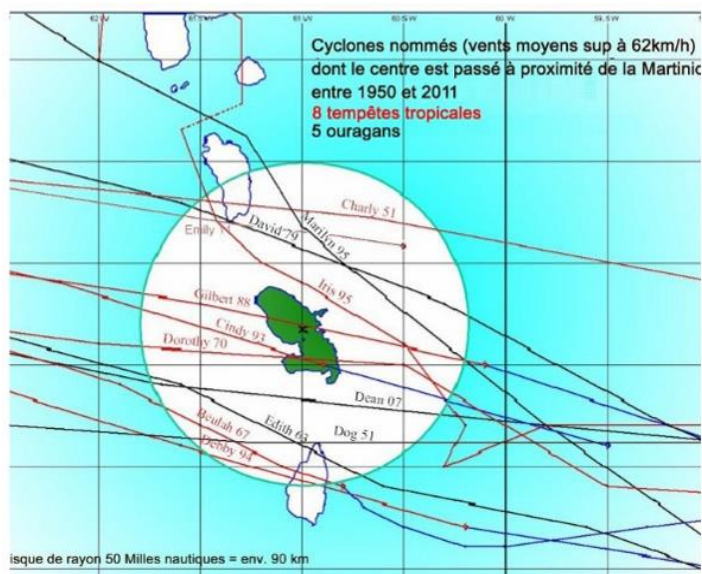 62 W
61.5 W
61 W
60.5 W
60 W
59.5 W
Cyclones nommés (vents moyens sup à 62km/h)
dont le centre est passé à proximité de la Martinic
entre 1950 et 2011
8 tempêtes tropicales
5 ouragans
Charly 51
Emily
David 79
Marilyn 95
Iris 95
Gilbert 88
Cindy 93
Dorothy 70
Dean 07
Beulah 67
Edith 63
Dog 51
Debby 94
isque de rayon 50 Milles nautiques = env. 90 km